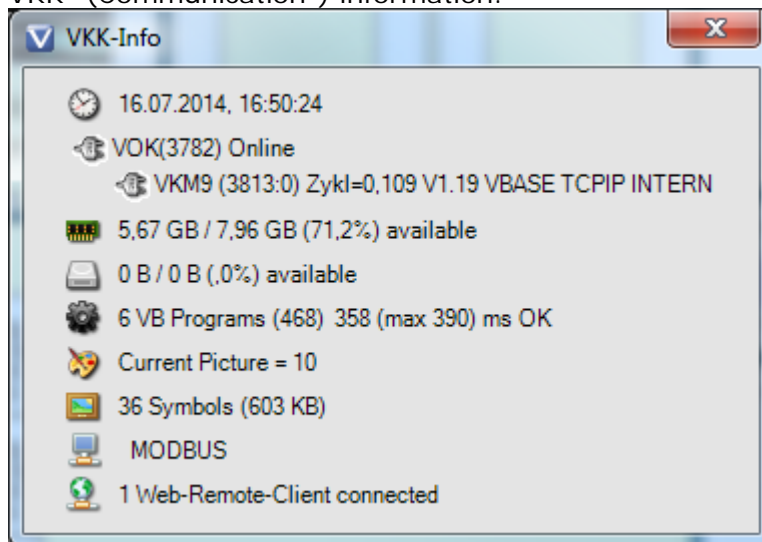 VKK-Info
16.07.2014, 16:50:24
VOK(3782) Online
VKM9 (3813:0) Zykl=0,109 V1.19 VBASE TCPIP INTERN
5,67 GB / 7,96 GB (71,2%) available
0 B / 0 B (,0%) available
6 VB Programs (468) 358 (max 390) ms OK
Current Picture = 10
36 Symbols (603 KB)
MODBUS
1 Web-Remote-Client connected